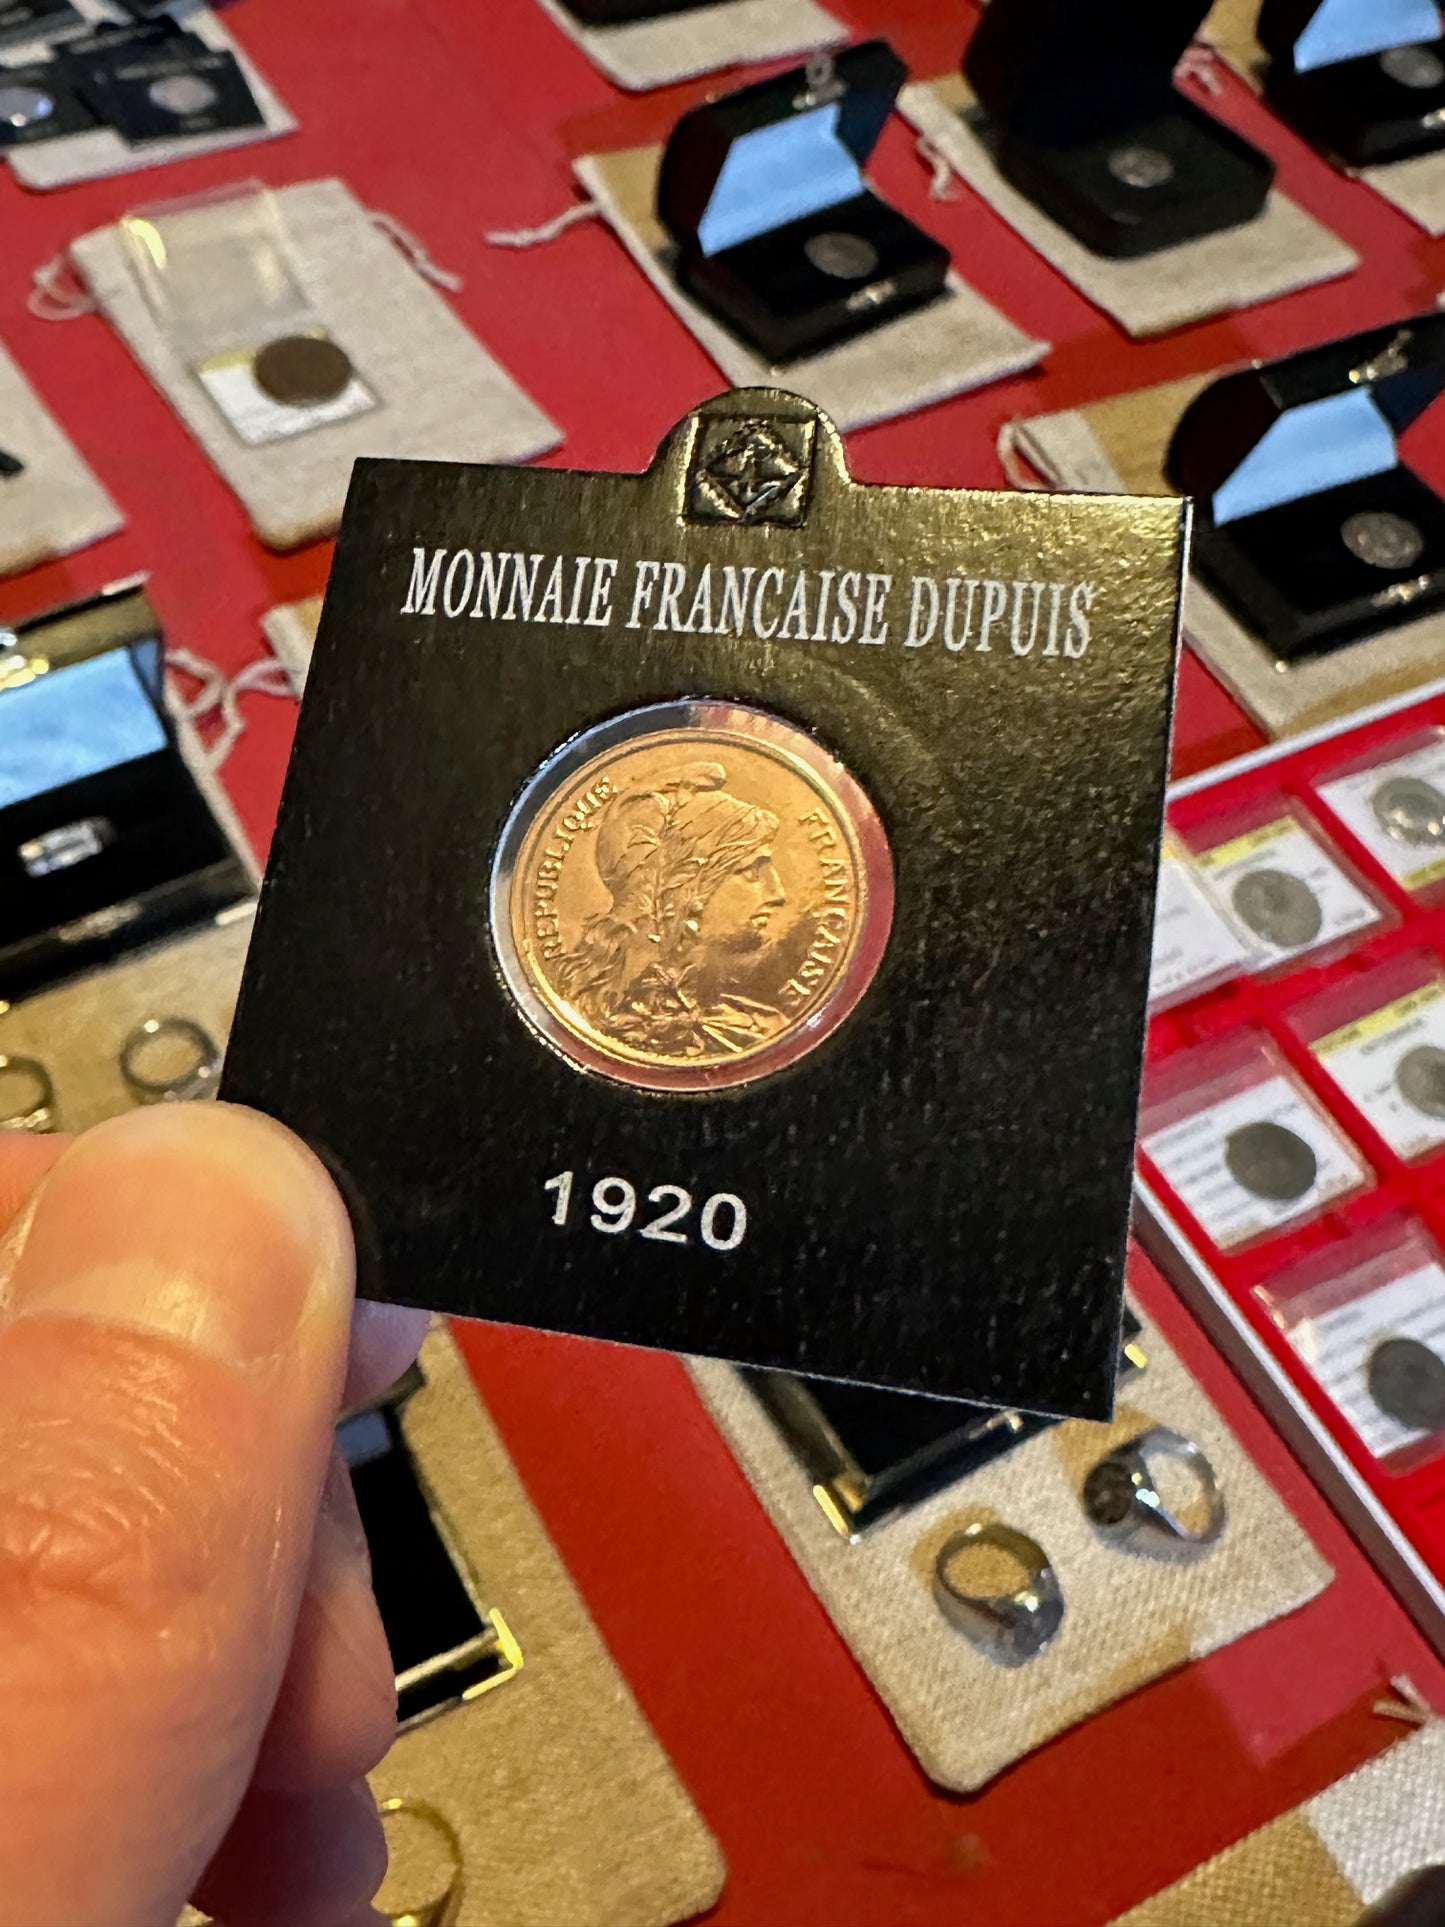 MONNAIE FRANCAISE DUPUIS
REPUBLIQUE FRANÇAISE
1920